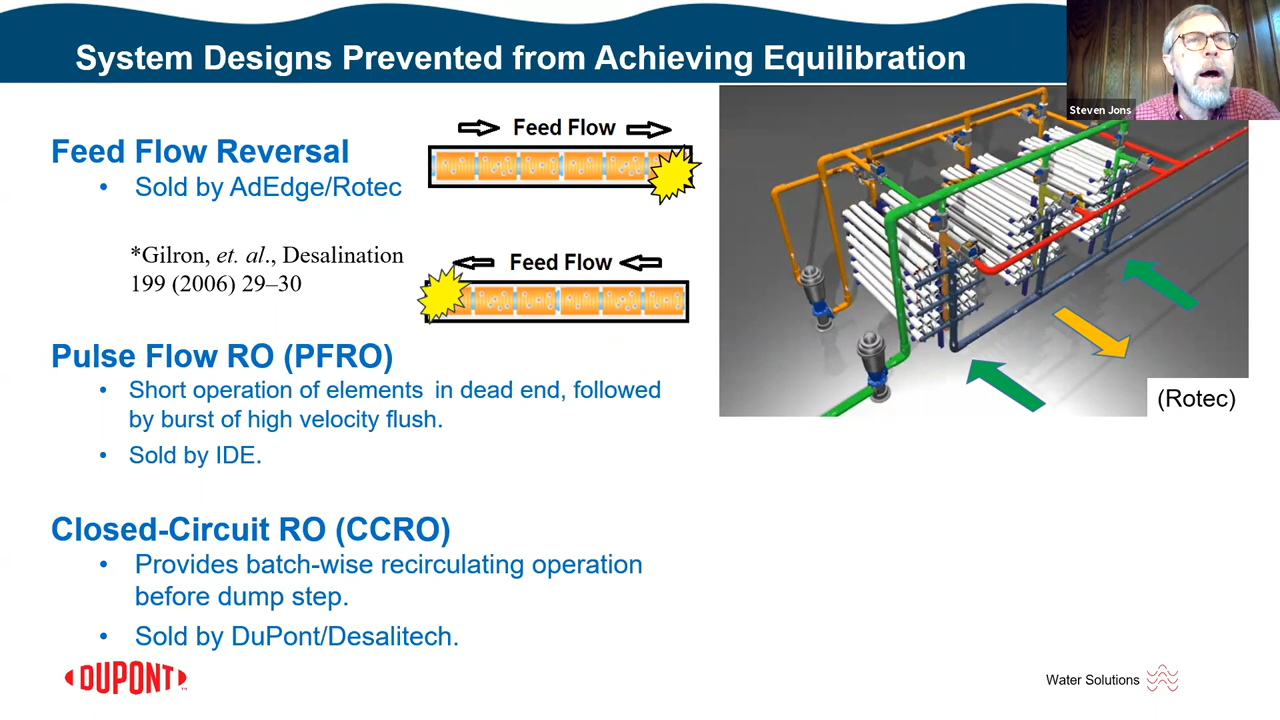 System Designs Prevented from Achieving Equilibration
Steven Jons
Feed Flow Reversal
• Sold by AdEdge/Rotec
*Gilron, et. al., Desalination
199 (2006) 29–30
Feed Flow
Feed Flow
Pulse Flow RO (PFRO)
• Short operation of elements in dead end, followed
by burst of high velocity flush.
• Sold by IDE.
(Rotec)
Closed-Circuit RO (CCRO)
• Provides batch-wise recirculating operation
before dump step.
• Sold by DuPont/Desalitech.
DUPONT™
Water Solutions